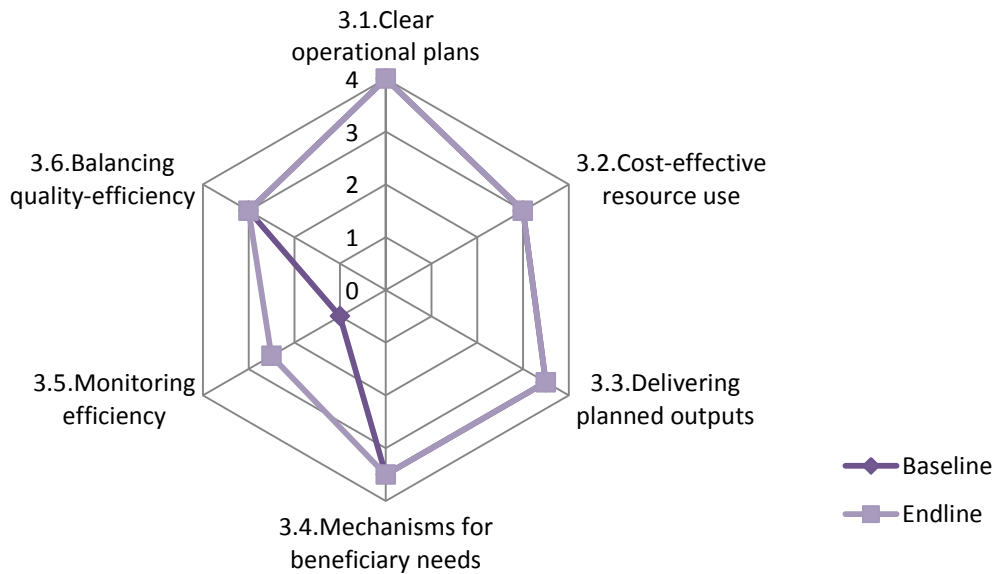 3.1.Clear
operational plans
4
3
2
1
0
3.6.Balancing
quality-efficiency
3.2.Cost-effective
resource use
3.5.Monitoring
efficiency
3.3.Delivering
planned outputs
3.4.Mechanisms for
beneficiary needs
Baseline
Endline